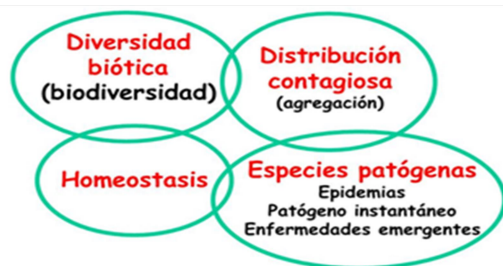 Diversidad
biótica
(biodiversidad)
Distribución
contagiosa
(agregación)
Homeostasis
Especies patógenas
Epidemias
Patógeno instantáneo
Enfermedades emergentes